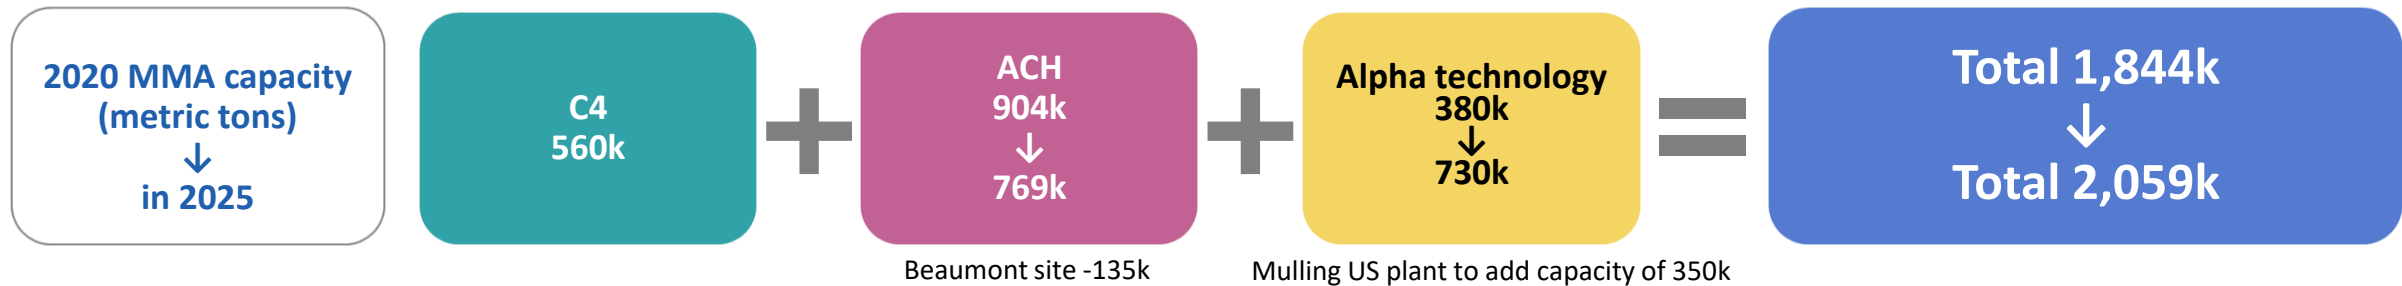 2020 MMA capacity
(metric tons)
↓
in 2025
C4
560k
+
ACH
904k
↓
769k
+
Alpha technology
380k
↓
730k
=
Total 1,844k
↓
Total 2,059k
Beaumont site -135k
Mulling US plant to add capacity of 350k